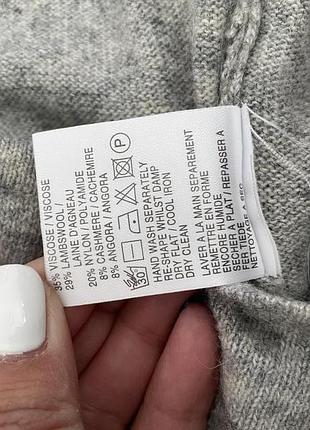 35% VISCOSE / VISCOSE
29% LAMBSWOOL /
LAINE D'AGNEAU
20% NYLON / POLYAMIDE
8% CASHMERE / CACHEMIRE
8% ANGORA / ANGORA
30 P
HAND WASH SEPARATELY
RESHAPE WHILST DAMP
DRY FLAT / COOL IRON
DRY CLEAN
LAVER A LA MAIN SEPAREMENT
REMETTRE EN FORME
ENCORE HUMIDE
SECHER A PLAT / REPASSER A
FER TIEDE
NETTOYAGE A SEC